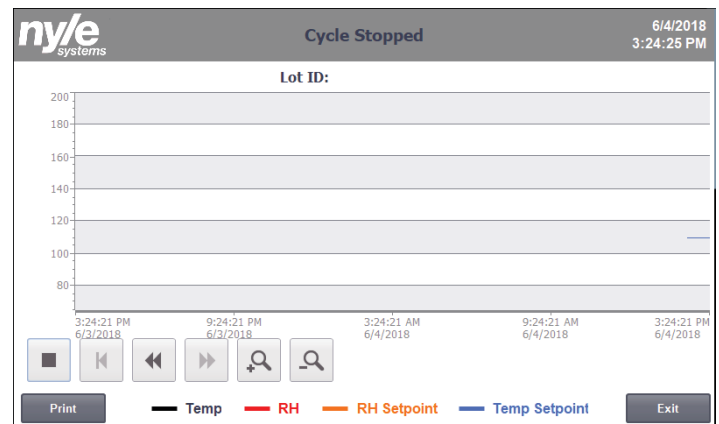 nyle systems
Cycle Stopped
6/4/2018
3:24:25 PM
Lot ID:
200
180
160
140
120
100
80
3:24:21 PM 9:24:21 PM 3:24:21 AM 9:24:21 AM 3:24:21 PM
6/3/2018 6/3/2018 6/4/2018 6/4/2018 6/4/2018
Print Temp RH RH Setpoint Temp Setpoint Exit